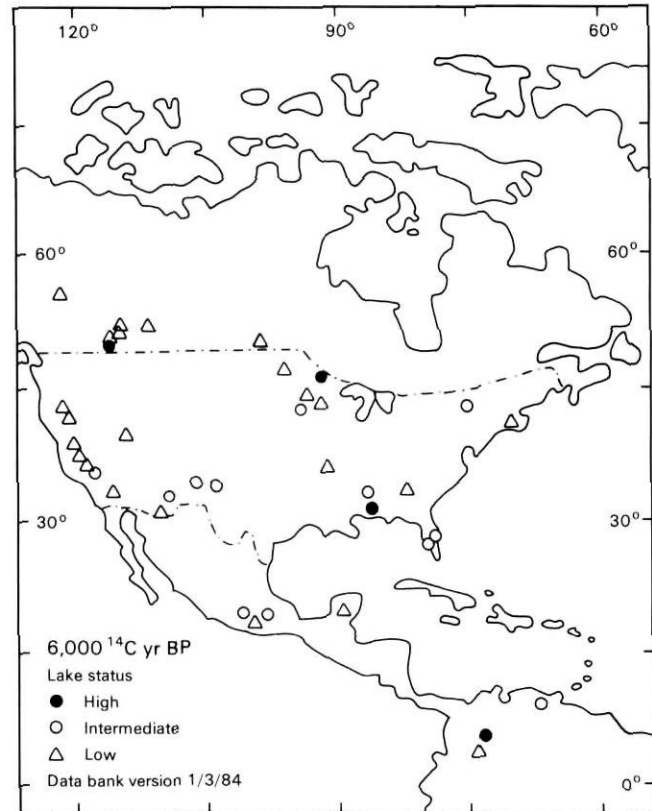 120° 90° 60°
60° 60°
30° 30°
6,000 ¹⁴C yr BP
Lake status
High
Intermediate
Low
Data bank version 1/3/84
0°